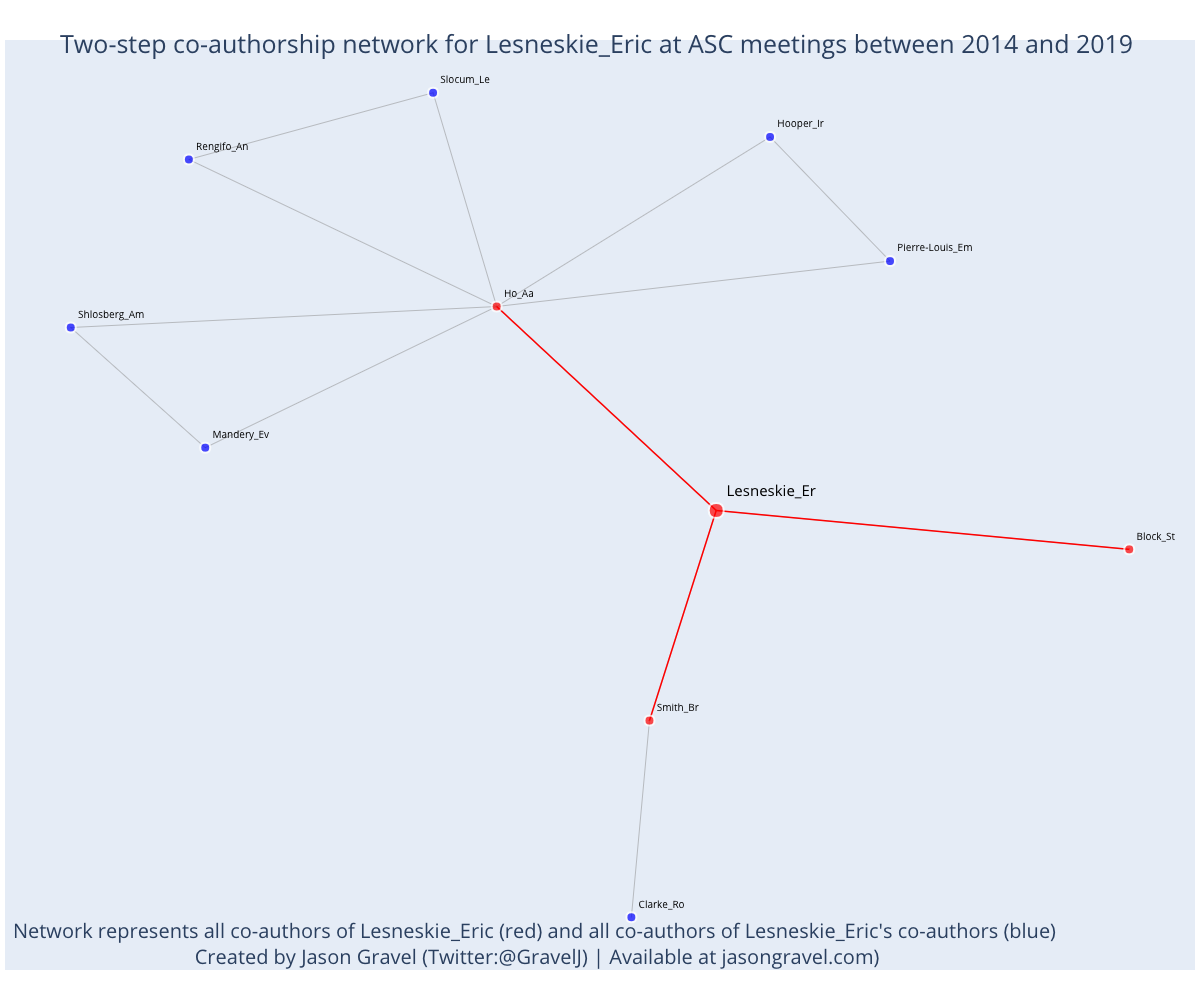 Two-step co-authorship network for Lesneskie_Eric at ASC meetings between 2014 and 2019
Slocum_Le
Hooper_Ir
Rengifo_An
Pierre-Louis_Em
Ho_Aa
Shlosberg_Am
Mandery_Ev
Lesneskie_Er
Block_St
Smith_Br
Clarke_Ro
Network represents all co-authors of Lesneskie_Eric (red) and all co-authors of Lesneskie_Eric's co-authors (blue)
Created by Jason Gravel (Twitter:@GravelJ) | Available at jasongravel.com)